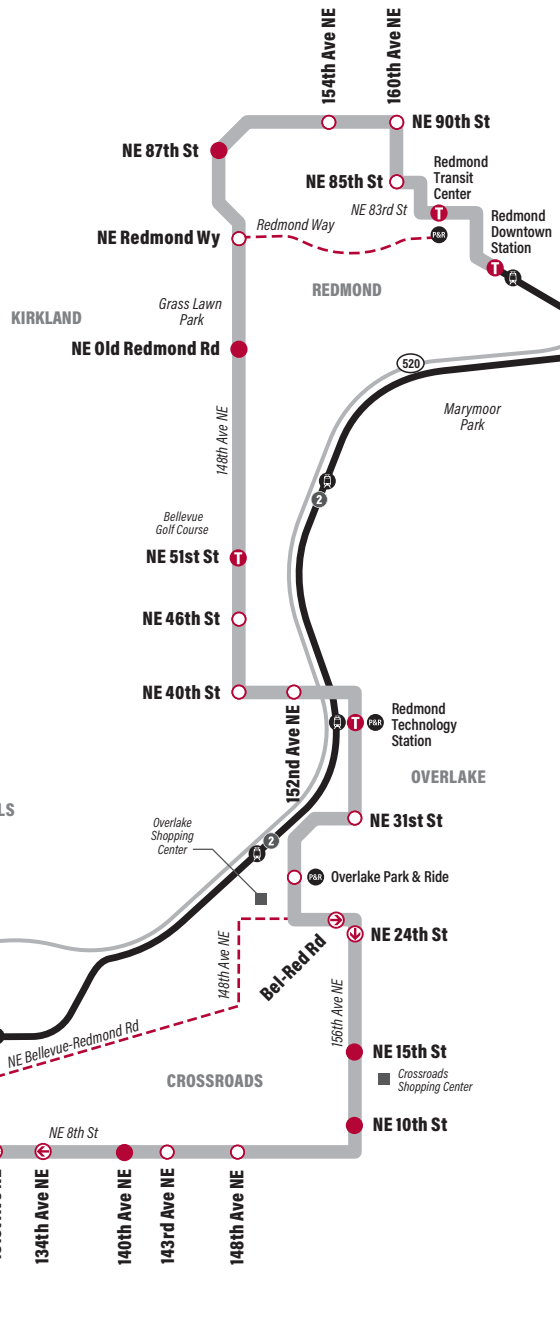 154th Ave NE
160th Ave NE
NE 90th St
NE 87th St
Redmond
Transit
Center
NE 85th St
NE 83rd St
T
P&R
Redmond
Downtown
Station
T
Redmond Way
NE Redmond Wy
REDMOND
Grass Lawn
Park
KIRKLAND
NE Old Redmond Rd
520
Marymoor
Park
148th Ave NE
2
Bellevue
Golf Course
NE 51st St
T
NE 46th St
NE 40th St
152nd Ave NE
T
P&R
Redmond
Technology
Station
OVERLAKE
LS
NE 31st St
Overlake
Shopping
Center
2
P&R
Overlake Park & Ride
Bel-Red Rd
NE 24th St
148th Ave NE
156th Ave NE
NE Bellevue-Redmond Rd
NE 15th St
Crossroads
Shopping Center
CROSSROADS
NE 10th St
NE 8th St
134th Ave NE
140th Ave NE
143rd Ave NE
148th Ave NE